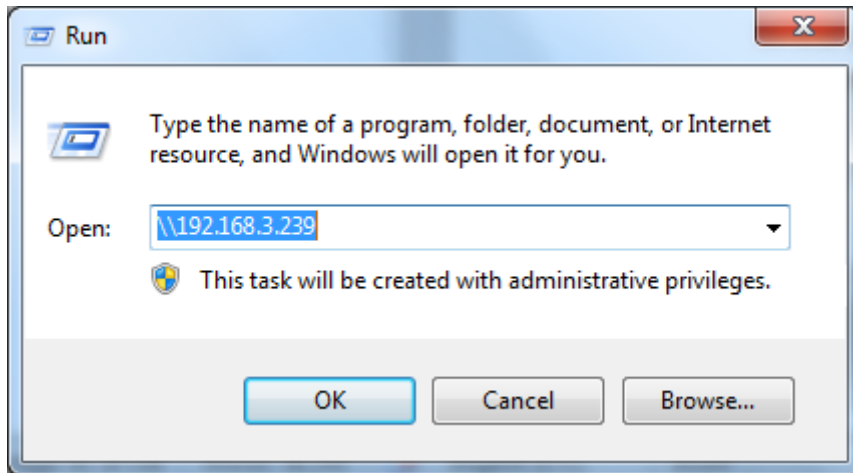 Run
Type the name of a program, folder, document, or Internet
resource, and Windows will open it for you.
Open: \\192.168.3.239
This task will be created with administrative privileges.
OK Cancel Browse...